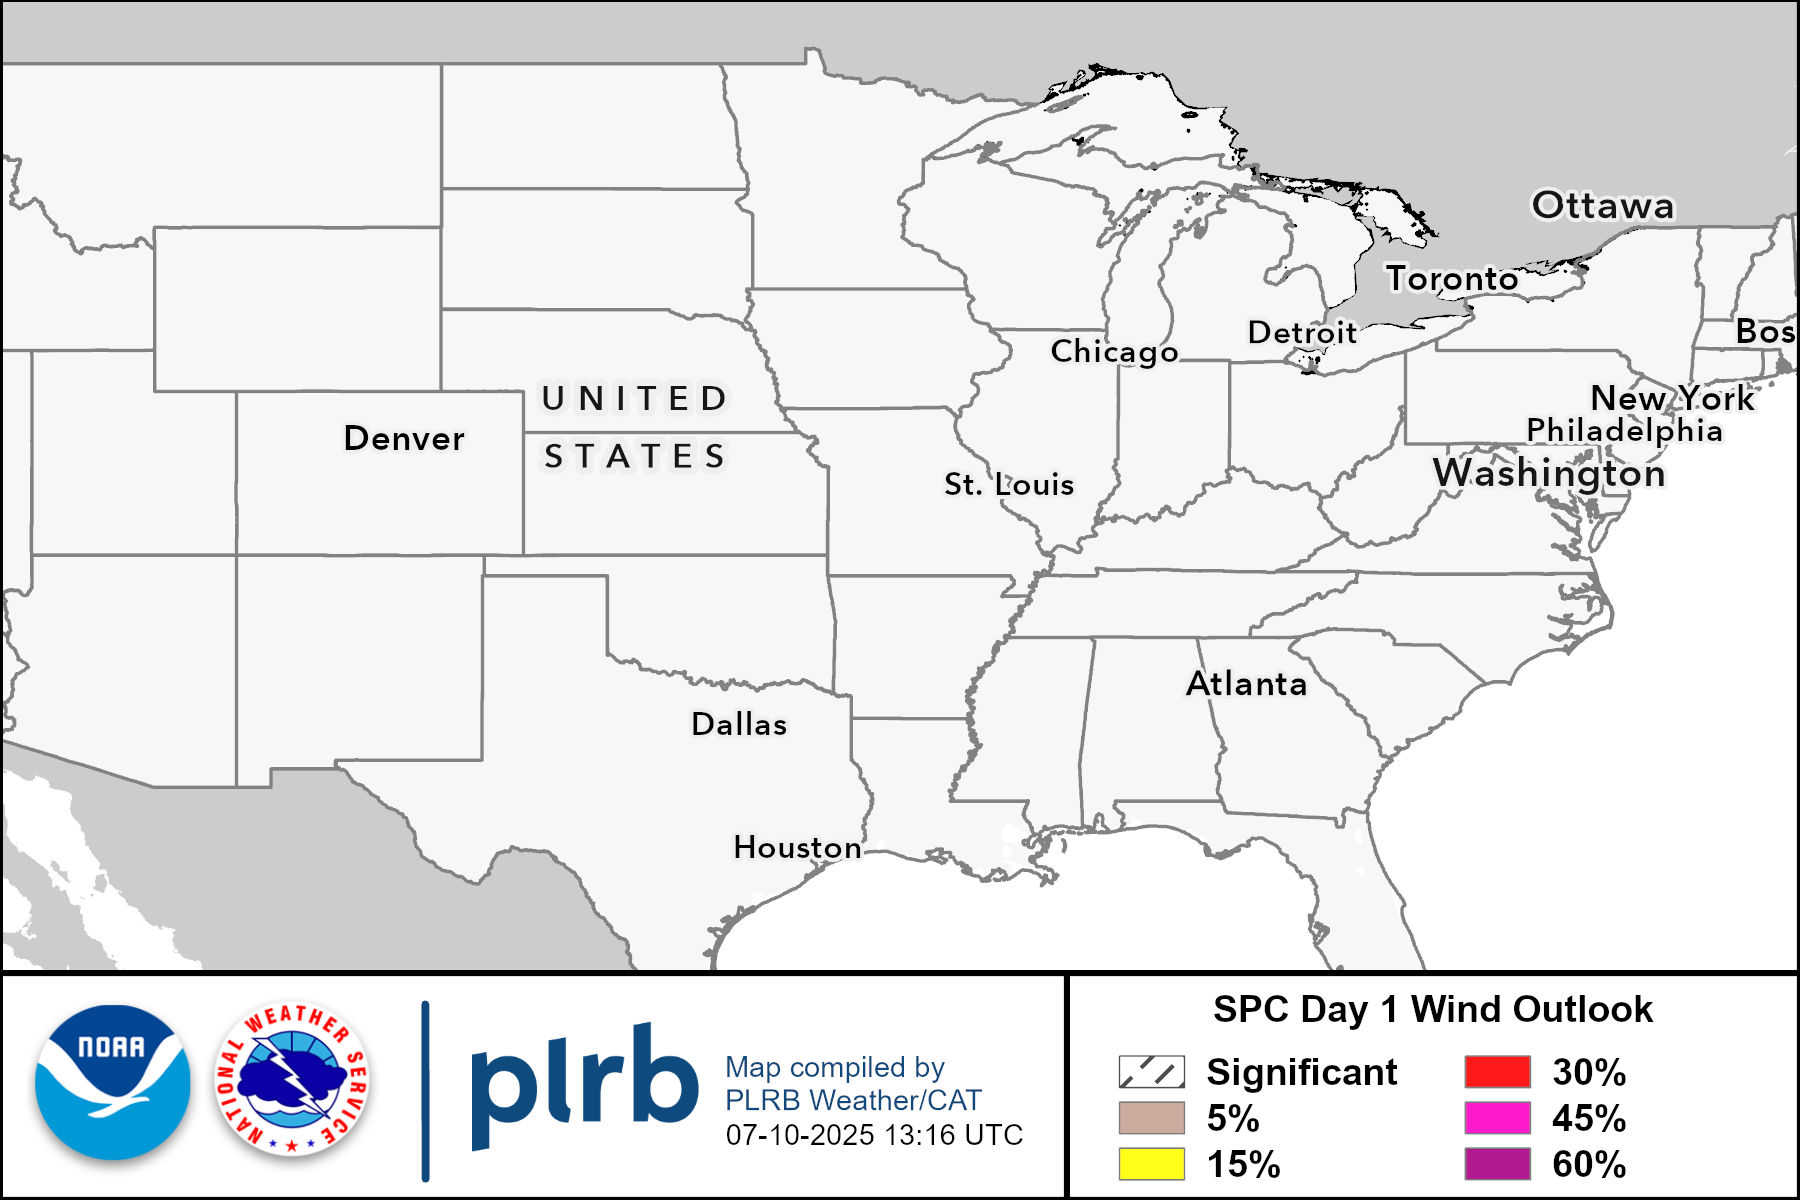 Ottawa
Toronto
Detroit
Bos
Chicago
New York
UNITED
Philadelphia
Denver
STATES
Washington
St. Louis
Atlanta
Dallas
Houston
NOAA
NATIONAL WEATHER SERVICE
plrb
Map compiled by
PLRB Weather/CAT
07-10-2025 13:16 UTC
SPC Day 1 Wind Outlook
Significant
30%
5%
45%
15%
60%